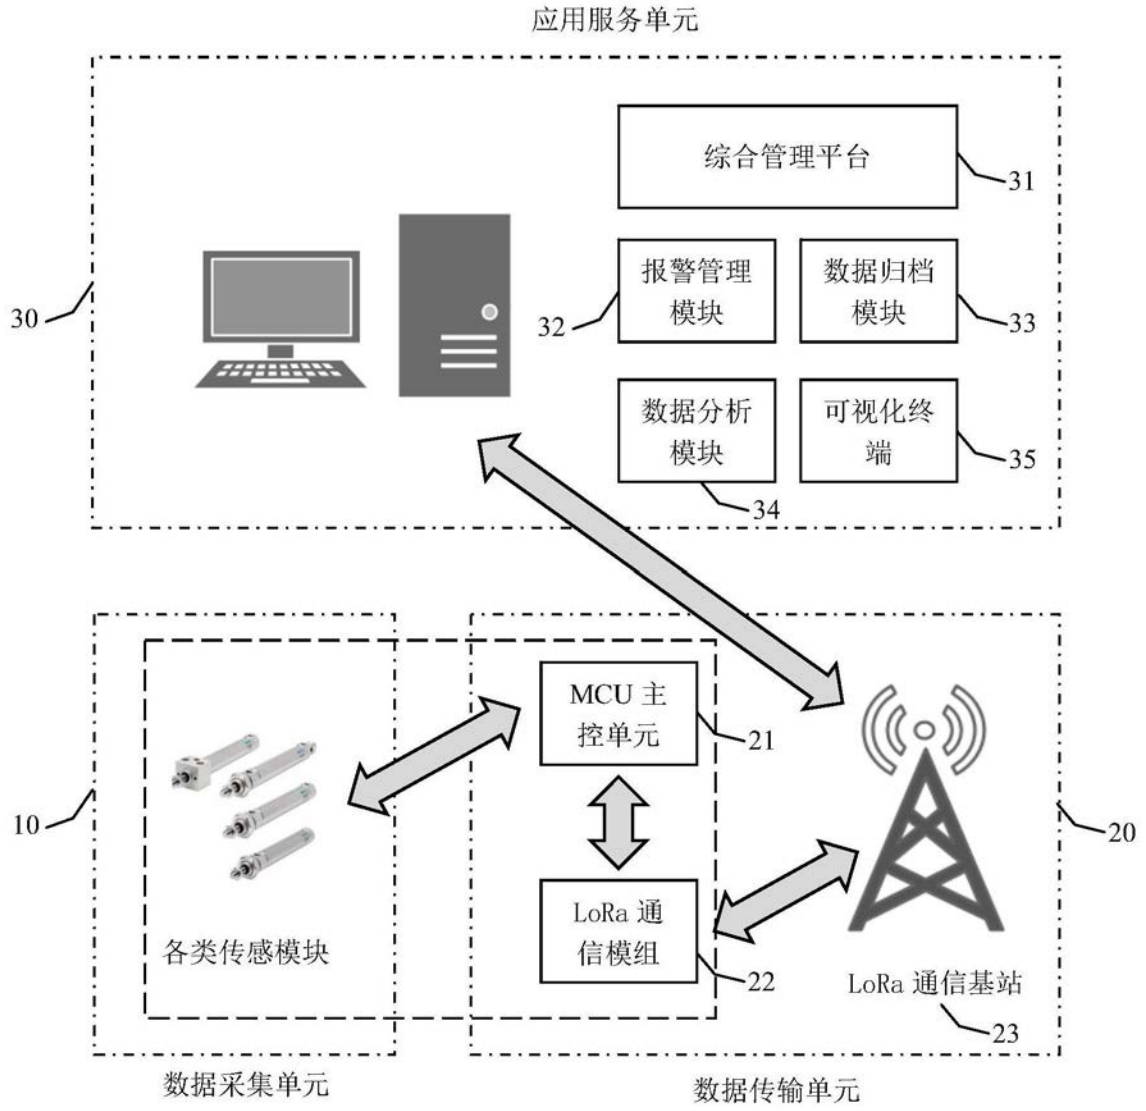 应用服务单元
综合管理平台
31
报警管理
模块
数据归档
模块
30
32
33
数据分析
模块
可视化终
端
35
34
MCU 主
控单元
21
10
20
LoRa 通
信模组
各类传感模块
22
LoRa 通信基站
23
数据采集单元
数据传输单元